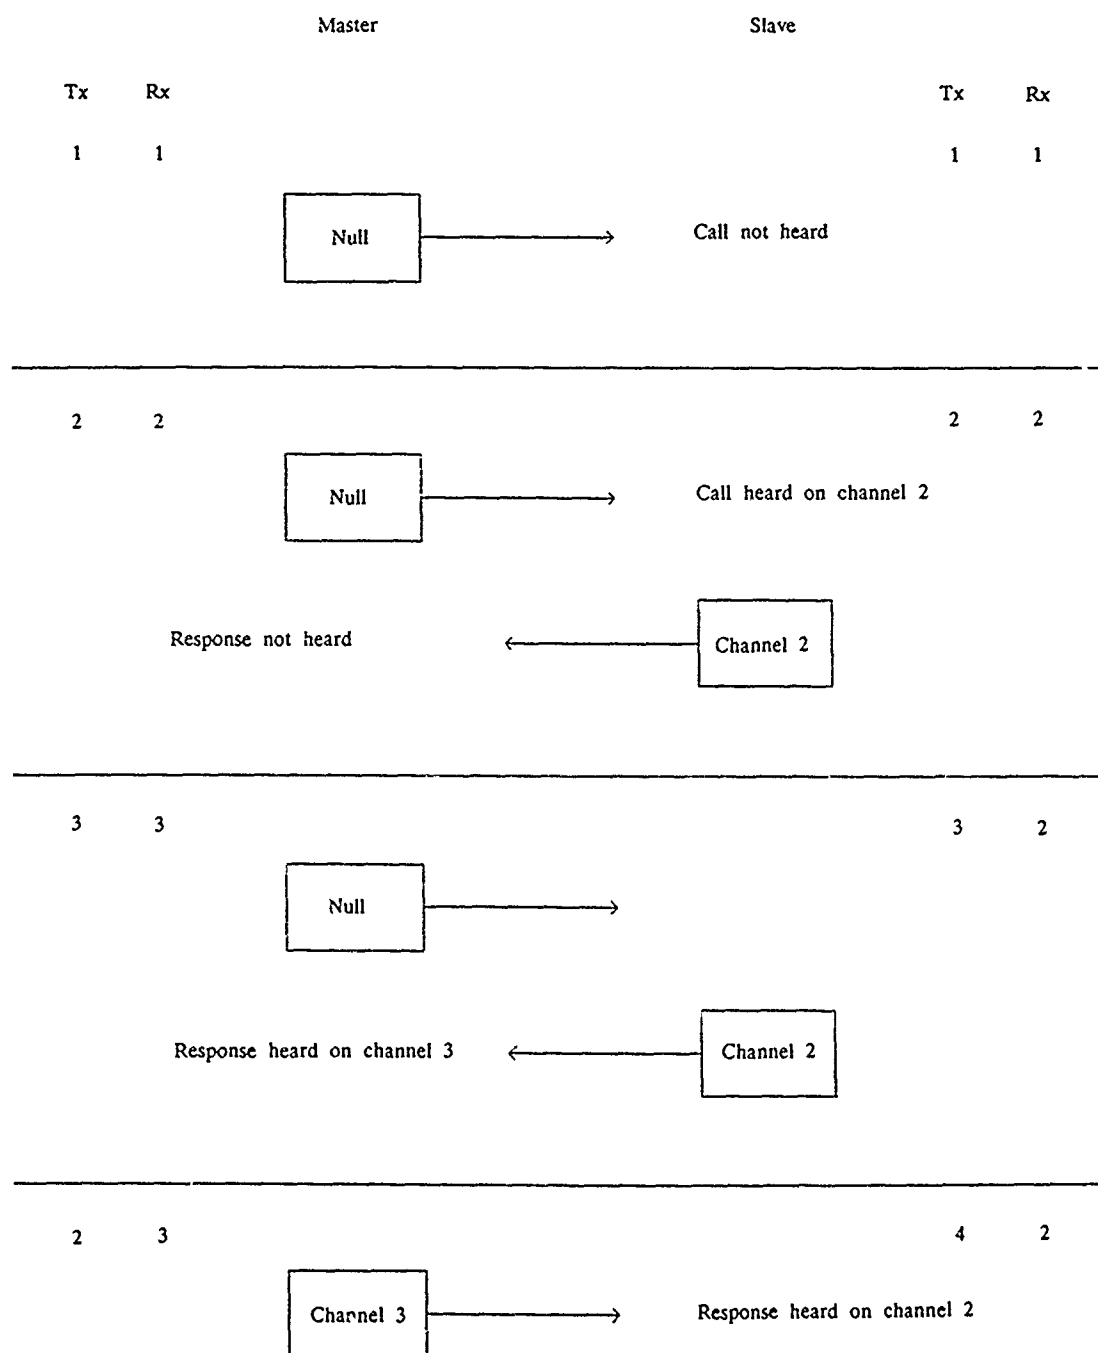 Master Slave
Tx Rx Tx Rx
1 1 1 1
Null Call not heard
2 2 2 2
Null Call heard on channel 2
Response not heard Channel 2
3 3 3 2
Null
Response heard on channel 3 Channel 2
2 3 4 2
Channel 3 Response heard on channel 2